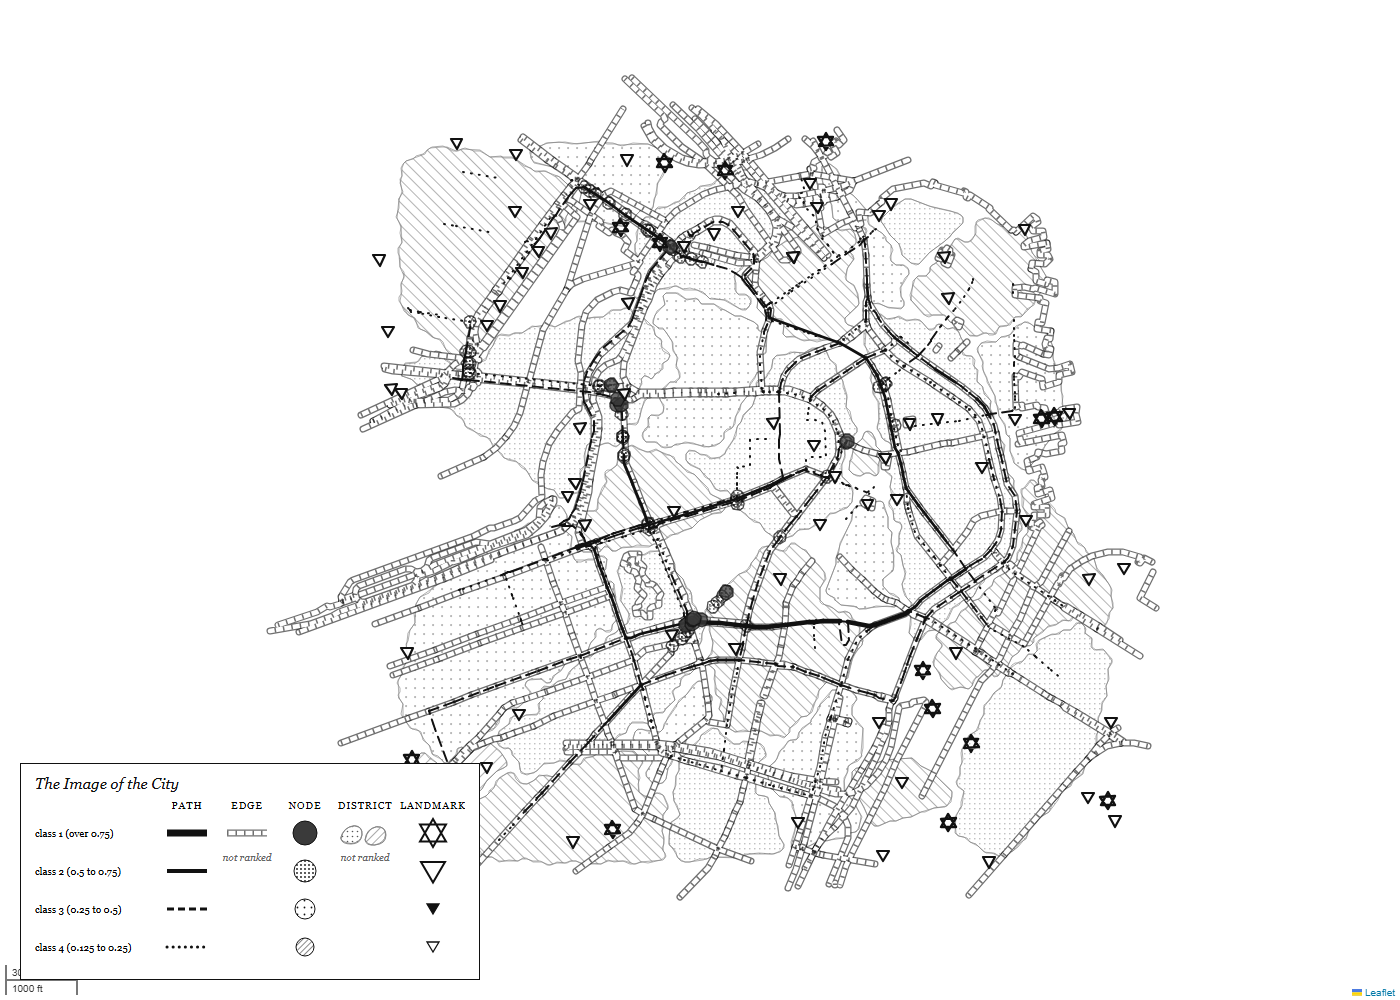 The Image of the City
PATH EDGE NODE DISTRICT LANDMARK
class 1 (over 0.75)
not ranked not ranked
class 2 (0.5 to 0.75)
class 3 (0.25 to 0.5)
class 4 (0.125 to 0.25)
30
1000 ft
Leaflet